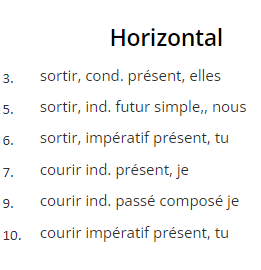 Horizontal
3. sortir, cond. présent, elles
5. sortir, ind. futur simple,, nous
6. sortir, impératif présent, tu
7. courir ind. présent, je
9. courir ind. passé composé je
10. courir impératif présent, tu